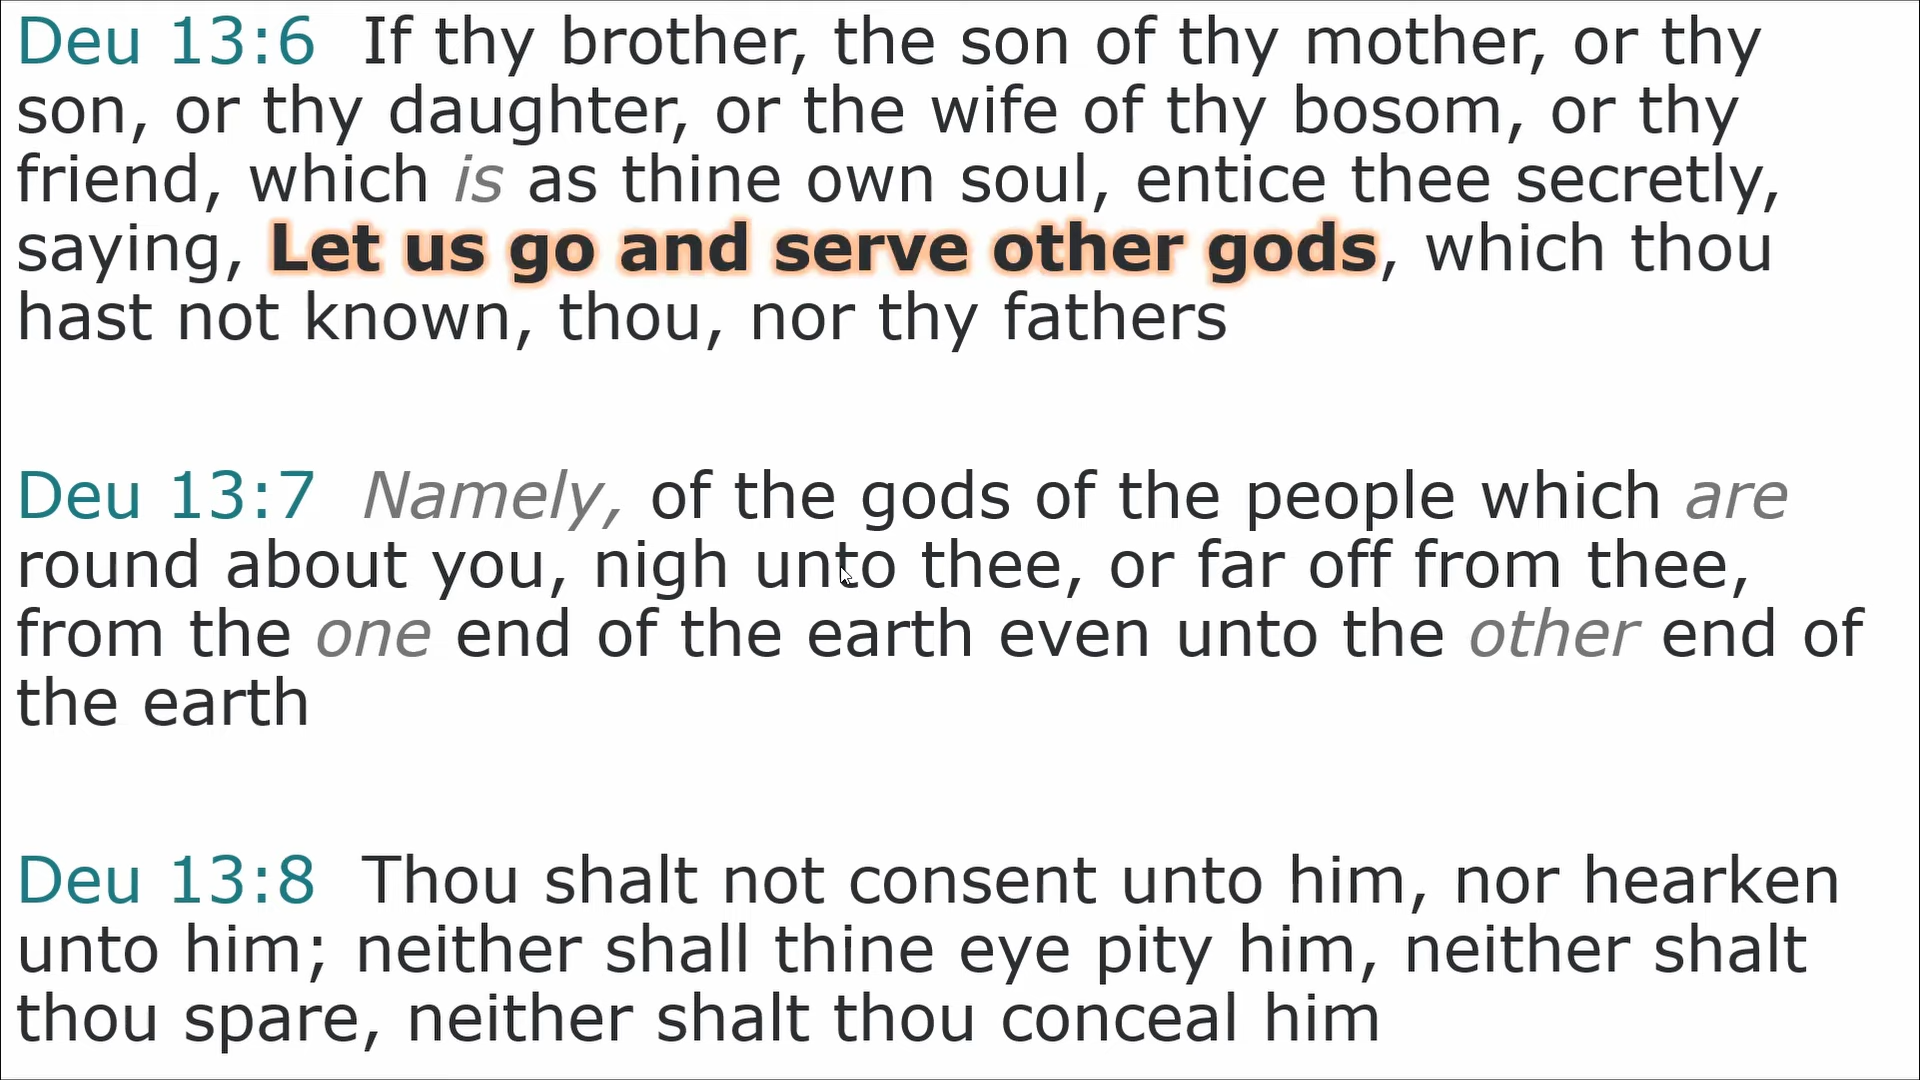 Deu 13:6 If thy brother, the son of thy mother, or thy
son, or thy daughter, or the wife of thy bosom, or thy
friend, which is as thine own soul, entice thee secretly,
saying, Let us go and serve other gods, which thou
hast not known, thou, nor thy fathers
Deu 13:7 Namely, of the gods of the people which are
round about you, nigh unto thee, or far off from thee,
from the one end of the earth even unto the other end of
the earth
Deu 13:8 Thou shalt not consent unto him, nor hearken
unto him; neither shall thine eye pity him, neither shalt
thou spare, neither shalt thou conceal him